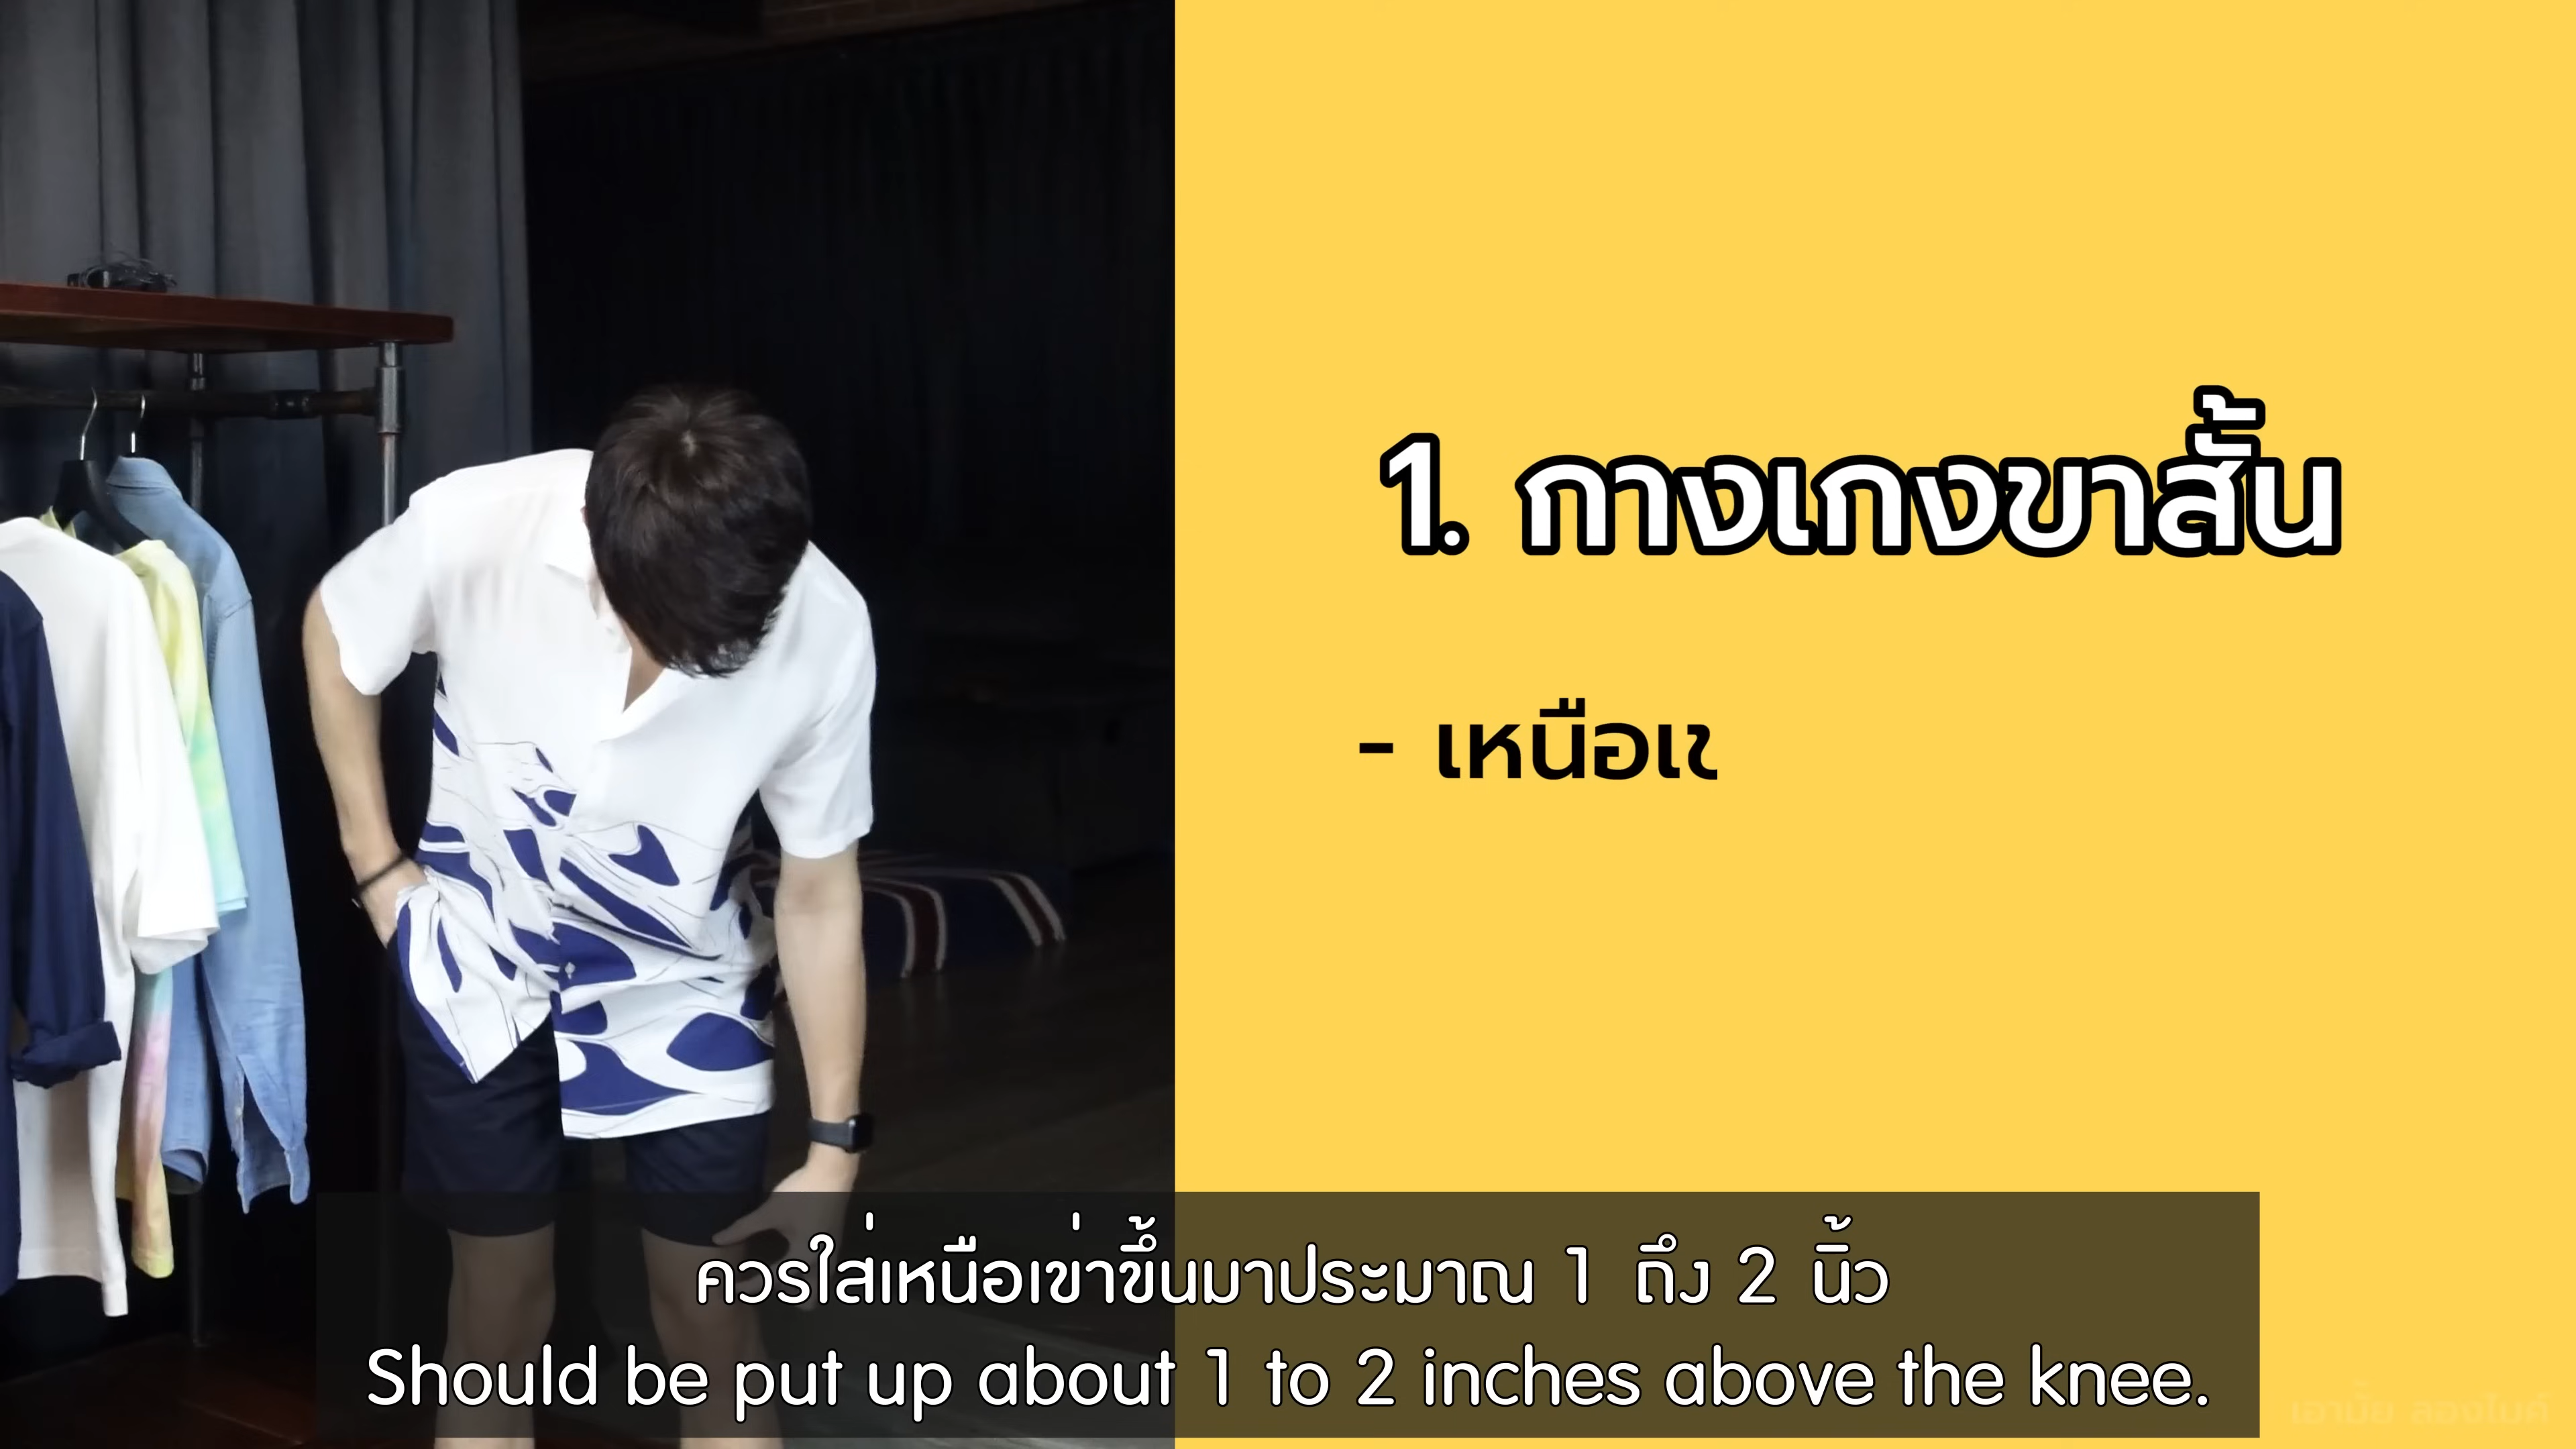 1. กางเกงขาสั้น
- เหนือเข
ควรใส่เหนือเข่าขึ้นมาประมาณ 1 ถึง 2 นิ้ว
Should be put up about 1 to 2 inches above the knee.